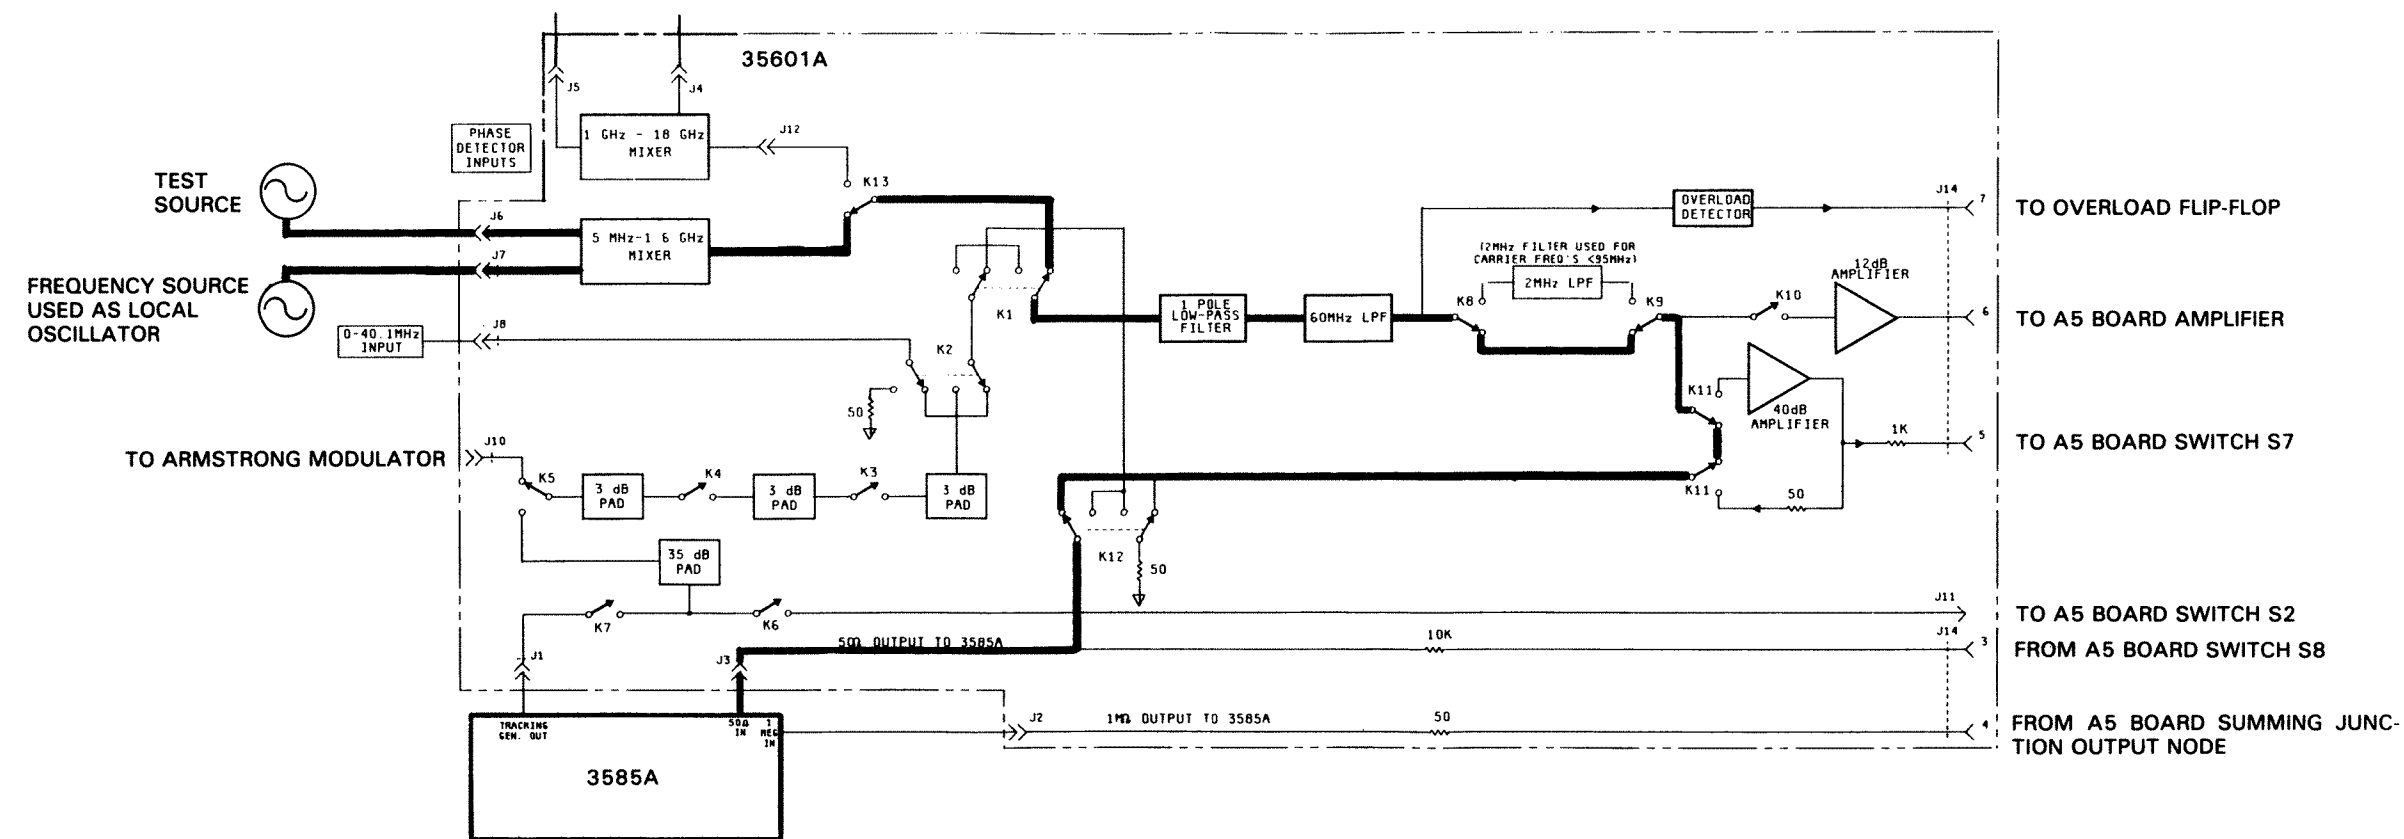 35601A
J5
J4
PHASE
DETECTOR
INPUTS
1 GHz - 18 GHz
MIXER
J12
K13
TEST
SOURCE
J6
5 MHz-1 6 GHz
MIXER
J7
FREQUENCY SOURCE
USED AS LOCAL
OSCILLATOR
J8
0-40.1MHz
INPUT
K1
K2
50
1 POLE
LOW-PASS
FILTER
60MHz LPF
OVERLOAD
DETECTOR
J14
7
TO OVERLOAD FLIP-FLOP
(2MHz FILTER USED FOR
CARRIER FREQ'S <95MHz)
2MHz LPF
K8
K9
K10
12dB
AMPLIFIER
6
TO A5 BOARD AMPLIFIER
K11
40dB
AMPLIFIER
1K
5
TO A5 BOARD SWITCH S7
K11
50
TO ARMSTRONG MODULATOR
J10
K5
3 dB
PAD
K4
3 dB
PAD
K3
3 dB
PAD
35 dB
PAD
K12
50
K7
K6
J11
TO A5 BOARD SWITCH S2
50Ω OUTPUT TO 3585A
10K
J14
3
FROM A5 BOARD SWITCH S8
J1
J3
TRACKING
GEN. OUT
50Ω
IN
1
MEG
IN
3585A
J2
1MΩ OUTPUT TO 3585A
50
4
FROM A5 BOARD SUMMING JUNC-
TION OUTPUT NODE